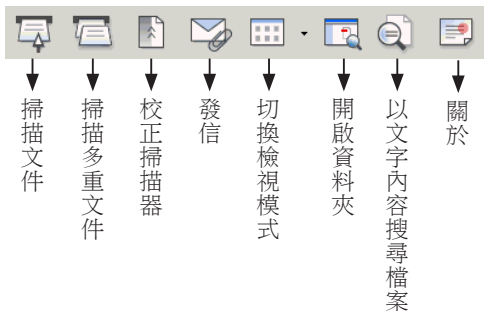 掃描文件
掃描多重文件
校正掃描器
發信
切換檢視模式
開啟資料夾
以文字內容搜尋檔案
關於